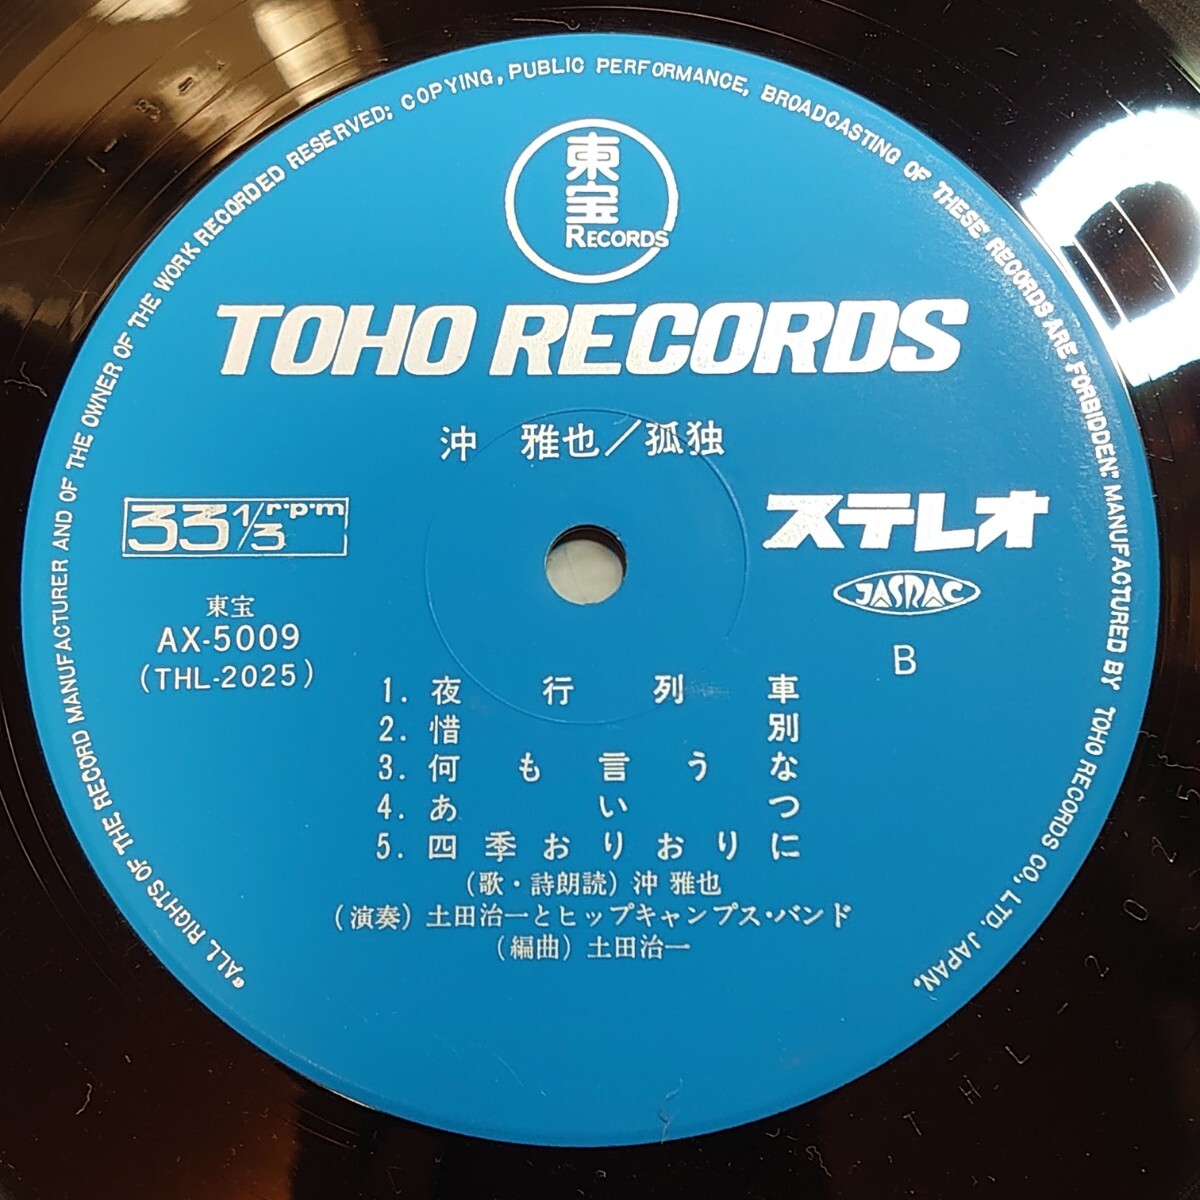 "ALL RIGHTS OF THE RECORD MANUFACTURER AND OF THE OWNER OF THE WORK RECORDED RESERVED; COPYING, PUBLIC PERFORMANCE, BROADCASTING OF THESE RECORDS ARE FORBIDDEN." MANUFACTURED BY TOHO RECORDS CO., LTD. JAPAN.
東宝
RECORDS
TOHO RECORDS
沖 雅也/孤独
33 1/3 r.p.m
ステレオ
JASRAC
東宝
AX-5009
(THL-2025)
B
1. 夜行列車
2. 惜別
3. 何も言うな
4. あいつ
5. 四季おりおりに
(歌・詩朗読) 沖 雅也
(演奏) 土田治一とヒップキャンプス・バンド
(編曲) 土田治一
THL-2025